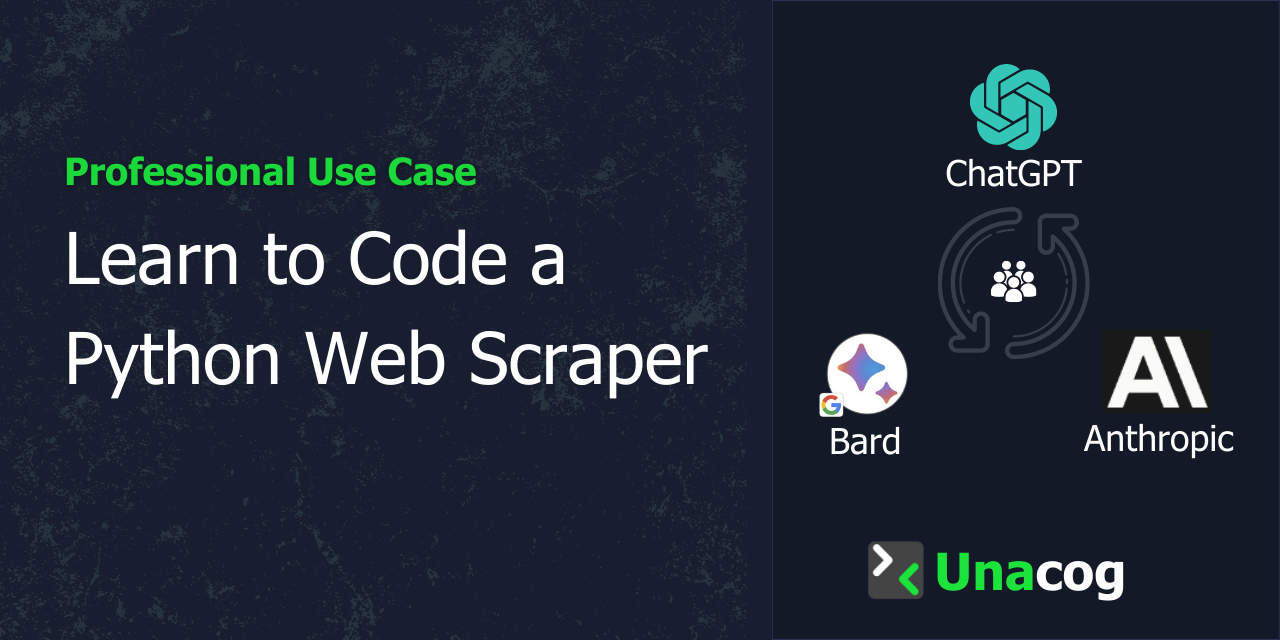 Professional Use Case
Learn to Code a
Python Web Scraper
ChatGPT
Bard
Anthropic
Unacog